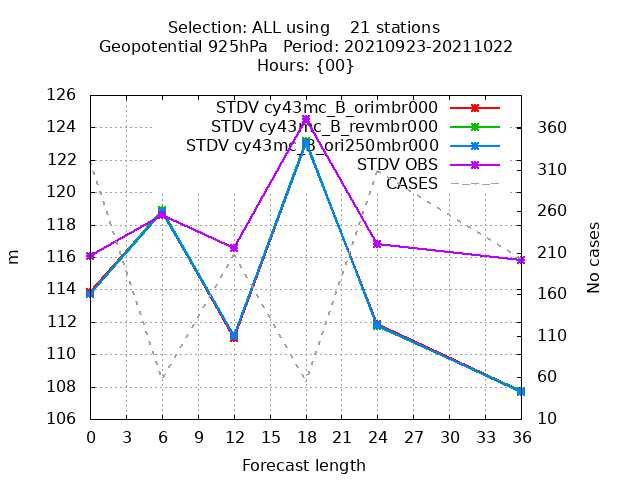 Selection: ALL using    21 stations
Geopotential 925hPa   Period: 20210923-20211022
Hours: {00}
STDV cy43mc_B_orimbr000
STDV cy43mc_B_revmbr000
STDV cy43mc_B_ori250mbr000
STDV OBS
CASES
126
124
122
120
118
116
114
112
110
108
106
m
360
310
260
210
160
110
60
10
No cases
0 3 6 9 12 15 18 21 24 27 30 33 36
Forecast length